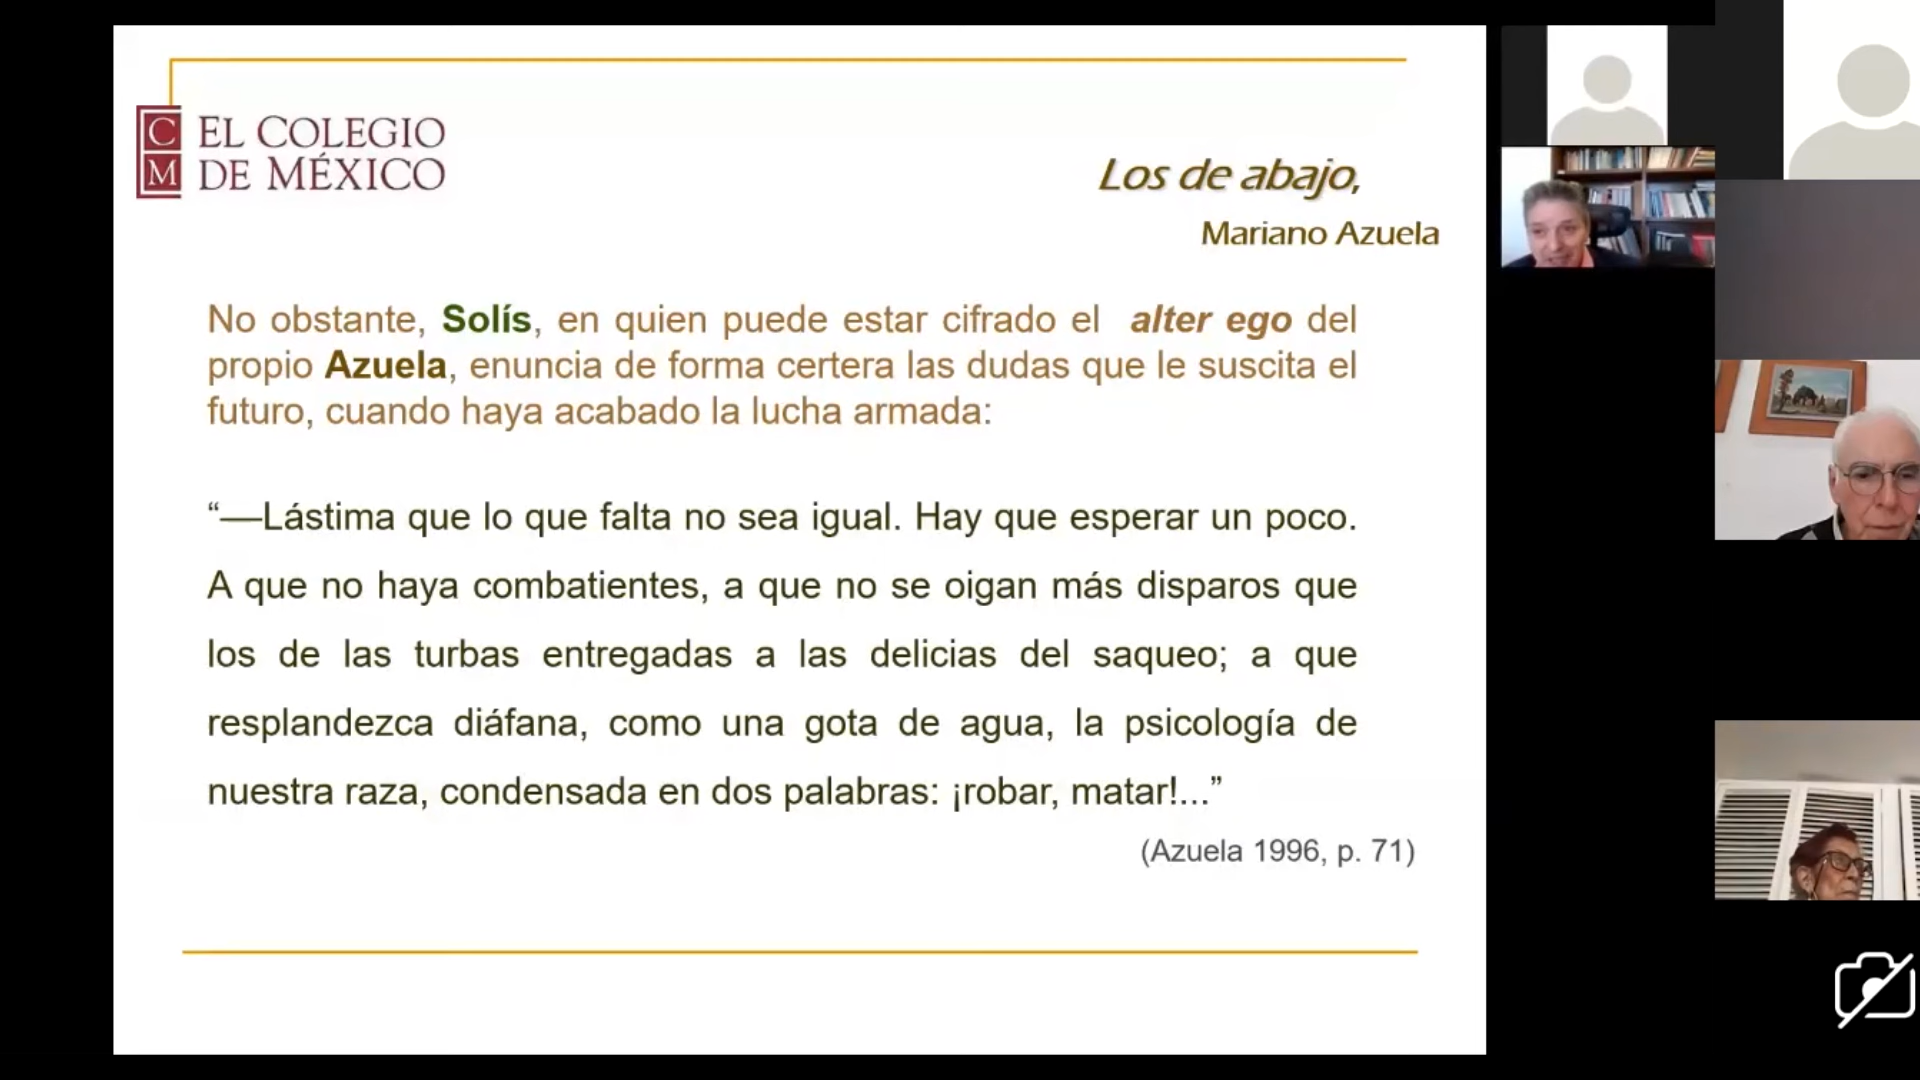 C
M
EL COLEGIO
DE MÉXICO
Los de abajo,
Mariano Azuela
No obstante, Solís, en quien puede estar cifrado el alter ego del
propio Azuela, enuncia de forma certera las dudas que le suscita el
futuro, cuando haya acabado la lucha armada:
“—Lástima que lo que falta no sea igual. Hay que esperar un poco.
A que no haya combatientes, a que no se oigan más disparos que
los de las turbas entregadas a las delicias del saqueo; a que
resplandezca diáfana, como una gota de agua, la psicología de
nuestra raza, condensada en dos palabras: ¡robar, matar!...”
(Azuela 1996, p. 71)